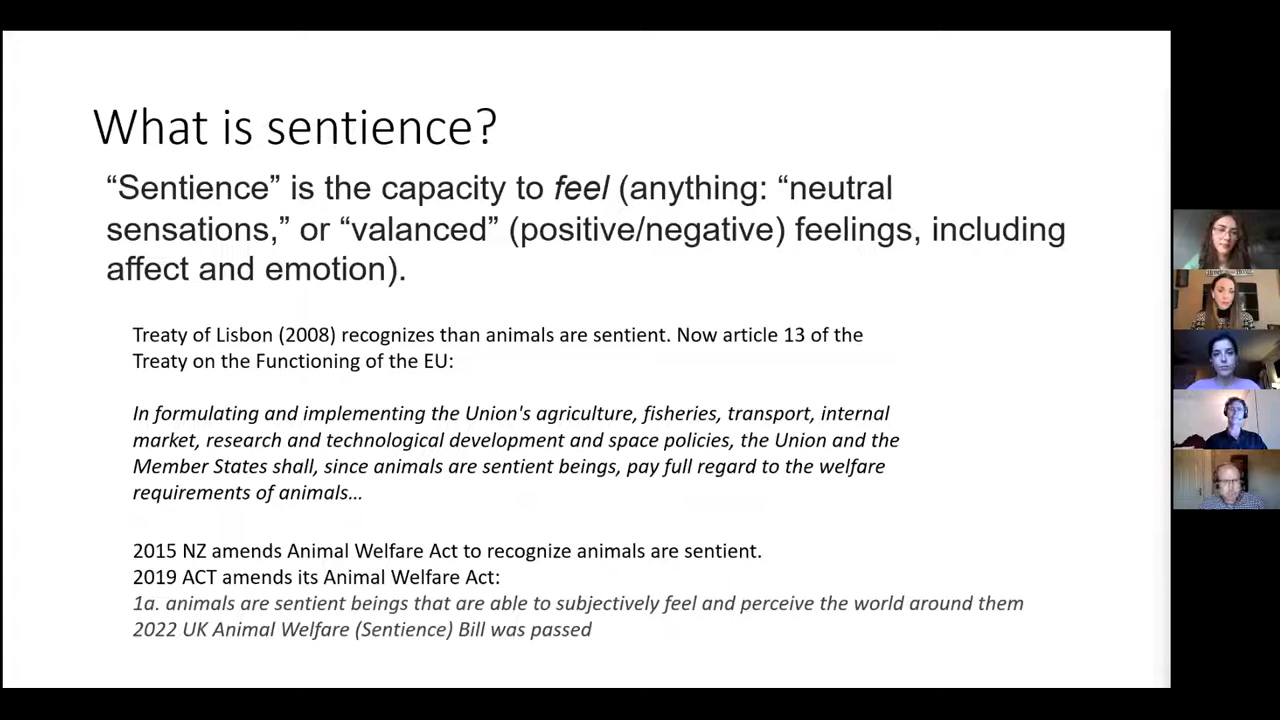 What is sentience?
“Sentience” is the capacity to feel (anything: “neutral
sensations,” or “valanced” (positive/negative) feelings, including
affect and emotion).
Treaty of Lisbon (2008) recognizes than animals are sentient. Now article 13 of the
Treaty on the Functioning of the EU:
In formulating and implementing the Union's agriculture, fisheries, transport, internal
market, research and technological development and space policies, the Union and the
Member States shall, since animals are sentient beings, pay full regard to the welfare
requirements of animals…
2015 NZ amends Animal Welfare Act to recognize animals are sentient.
2019 ACT amends its Animal Welfare Act:
1a. animals are sentient beings that are able to subjectively feel and perceive the world around them
2022 UK Animal Welfare (Sentience) Bill was passed